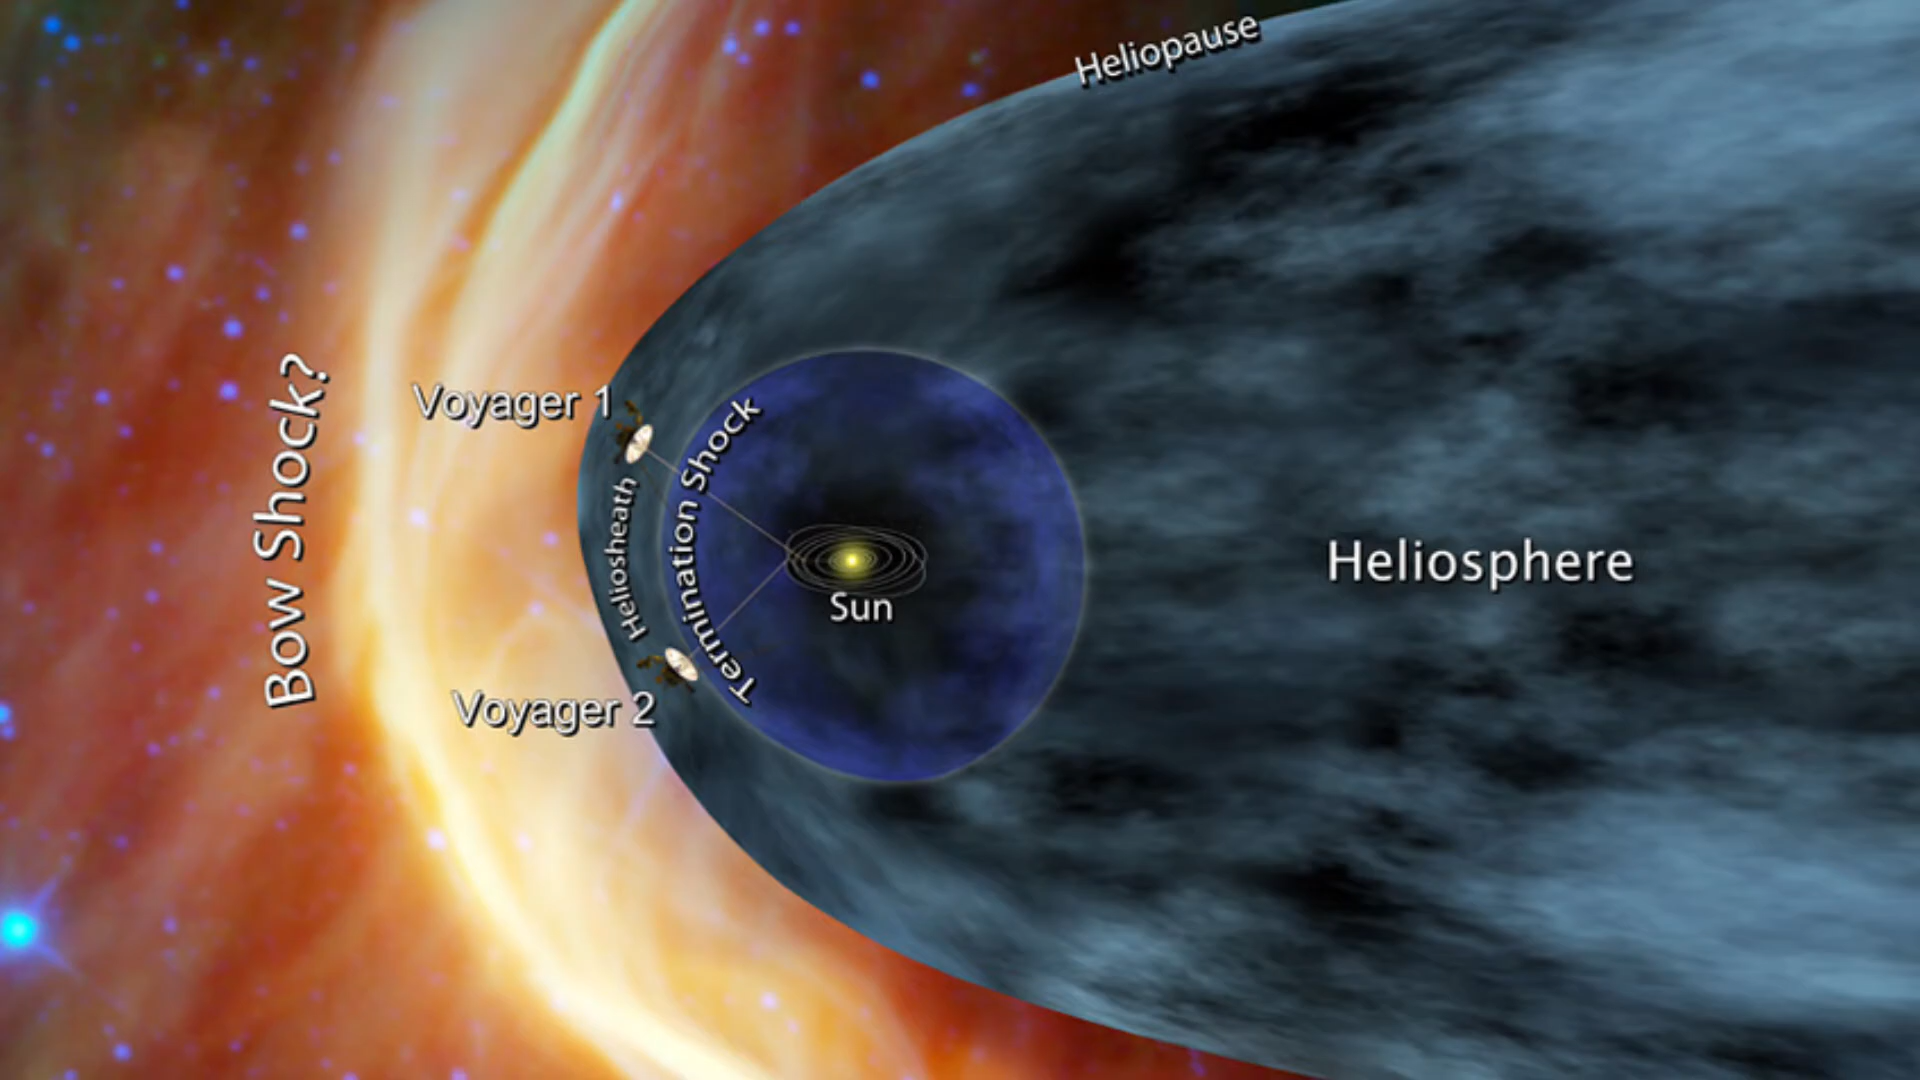 Heliopause
Voyager 1
Bow Shock?
Termination Shock
Heliosheath
Heliosphere
Sun
Voyager 2